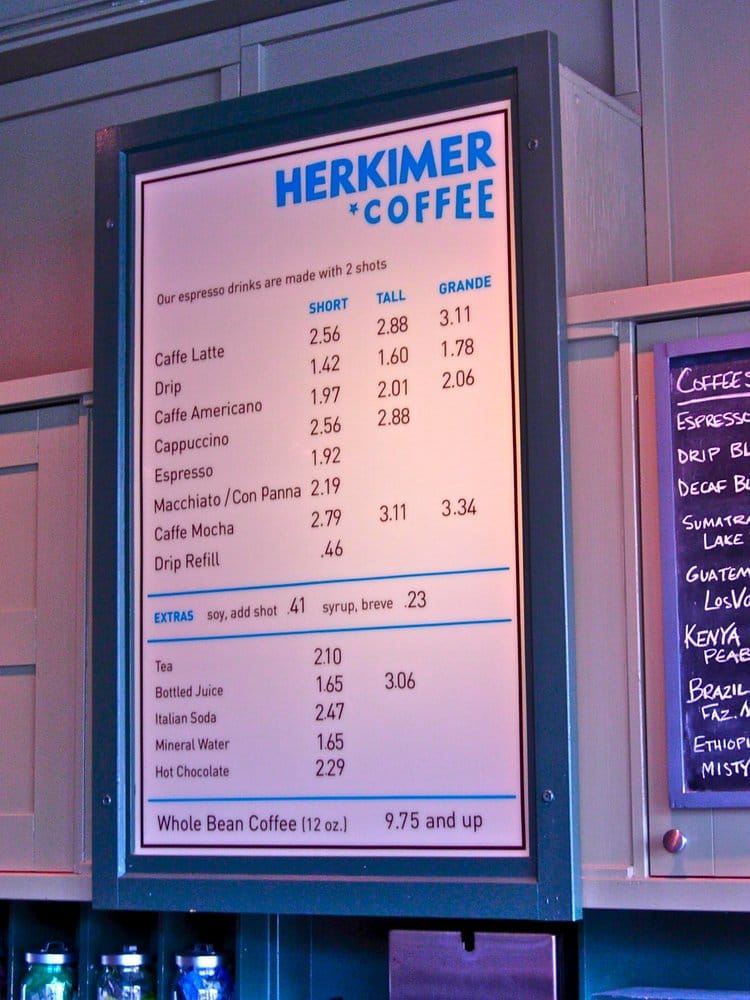 HERKIMER
*COFFEE
Our espresso drinks are made with 2 shots
SHORT TALL GRANDE
Caffe Latte 2.56 2.88 3.11
Drip 1.42 1.60 1.78
Caffe Americano 1.97 2.01 2.06
Cappuccino 2.56 2.88
Espresso 1.92
Macchiato / Con Panna 2.19
Caffe Mocha 2.79 3.11 3.34
Drip Refill .46
EXTRAS soy, add shot .41 syrup, breve .23
Tea 2.10
Bottled Juice 1.65 3.06
Italian Soda 2.47
Mineral Water 1.65
Hot Chocolate 2.29
Whole Bean Coffee (12 oz.) 9.75 and up
COFFEES
ESPRESSO
DRIP BL
DECAF BL
SUMATRA
LAKE
GUATEM
LOSVO
KENYA
PEAB
BRAZIL
FAZ.
ETHIOPI
MISTY